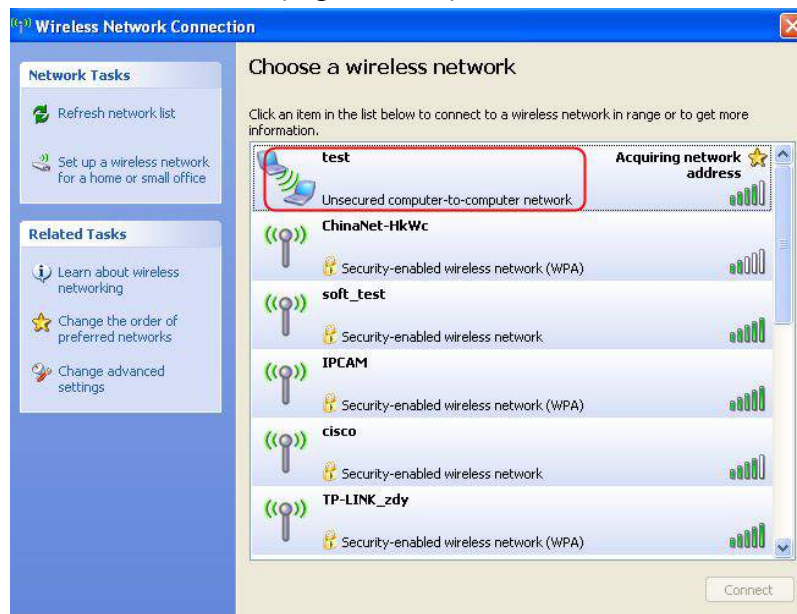 Wireless Network Connection
Network Tasks
Refresh network list
Set up a wireless network
for a home or small office
Related Tasks
Learn about wireless
networking
Change the order of
preferred networks
Change advanced
settings
Choose a wireless network
Click an item in the list below to connect to a wireless network in range or to get more
information.
test
Acquiring network
address
Unsecured computer-to-computer network
ChinaNet-HkWc
Security-enabled wireless network (WPA)
soft_test
Security-enabled wireless network
IPCAM
Security-enabled wireless network (WPA)
cisco
Security-enabled wireless network
TP-LINK_zdy
Security-enabled wireless network (WPA)
Connect